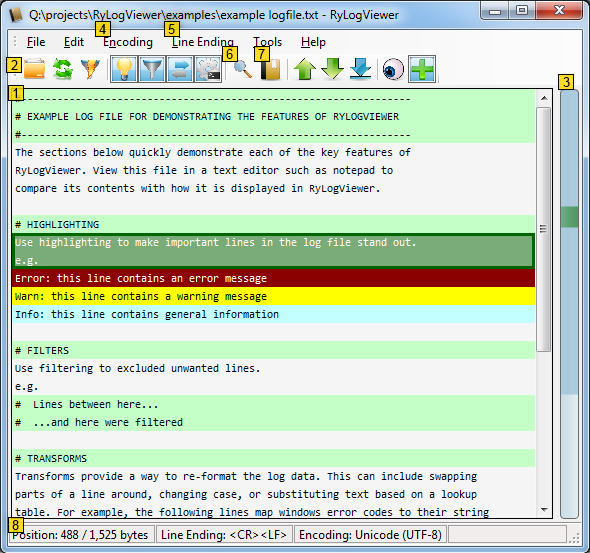 Q:\projects\RyLogViewer\examples\example logfile.txt - RyLogViewer
4
5
File Edit Encoding Line Ending Tools Help
2
6
7
1
3
#-----------------------------------------------------------------
# EXAMPLE LOG FILE FOR DEMONSTRATING THE FEATURES OF RYLOGVIEWER
#-----------------------------------------------------------------
The sections below quickly demonstrate each of the key features of
RyLogViewer. View this file in a text editor such as notepad to
compare its contents with how it is displayed in RyLogViewer.
# HIGHLIGHTING
Use highlighting to make important lines in the log file stand out.
e.g.
Error: this line contains an error message
Warn: this line contains a warning message
Info: this line contains general information
# FILTERS
Use filtering to excluded unwanted lines.
e.g.
#  Lines between here...
#  ...and here were filtered
# TRANSFORMS
Transforms provide a way to re-format the log data. This can include swapping
parts of a line around, changing case, or substituting text based on a lookup
table. For example, the following lines map windows error codes to their string
8
Position: 488 / 1,525 bytes Line Ending: <CR><LF> Encoding: Unicode (UTF-8)